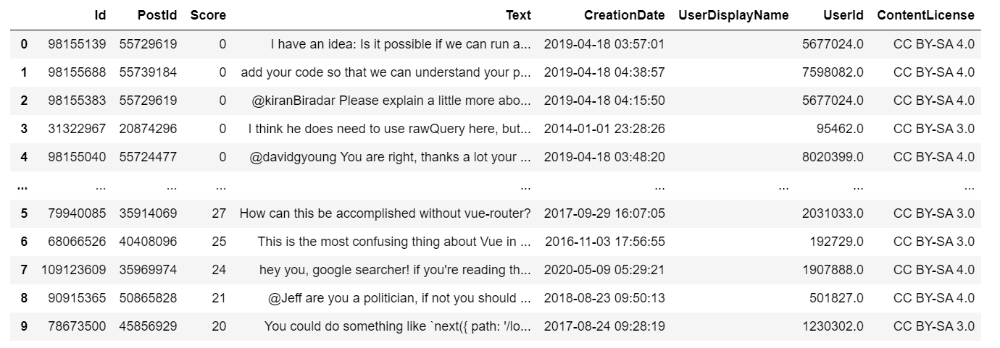 Id PostId Score Text CreationDate UserDisplayName UserId ContentLicense
0 98155139 55729619 0 I have an idea: Is it possible if we can run a... 2019-04-18 03:57:01 5677024.0 CC BY-SA 4.0
1 98155688 55739184 0 add your code so that we can understand your p... 2019-04-18 04:38:57 7598082.0 CC BY-SA 4.0
2 98155383 55729619 0 @kiranBiradar Please explain a little more abo... 2019-04-18 04:15:50 5677024.0 CC BY-SA 4.0
3 31322967 20874296 0 I think he does need to use rawQuery here, but... 2014-01-01 23:28:26 95462.0 CC BY-SA 3.0
4 98155040 55724477 0 @davidgyoung You are right, thanks a lot your ... 2019-04-18 03:48:20 8020399.0 CC BY-SA 4.0
... ... ... ... ... ... ... ... ...
5 79940085 35914069 27 How can this be accomplished without vue-router? 2017-09-29 16:07:05 2031033.0 CC BY-SA 3.0
6 68066526 40408096 25 This is the most confusing thing about Vue in ... 2016-11-03 17:56:55 192729.0 CC BY-SA 3.0
7 109123609 35969974 24 hey you, google searcher! if you're reading th... 2020-05-09 05:29:21 1907888.0 CC BY-SA 4.0
8 90915365 50865828 21 @Jeff are you a politician, if not you should ... 2018-08-23 09:50:13 501827.0 CC BY-SA 4.0
9 78673500 45856929 20 You could do something like `next({ path: '/lo... 2017-08-24 09:28:19 1230302.0 CC BY-SA 3.0